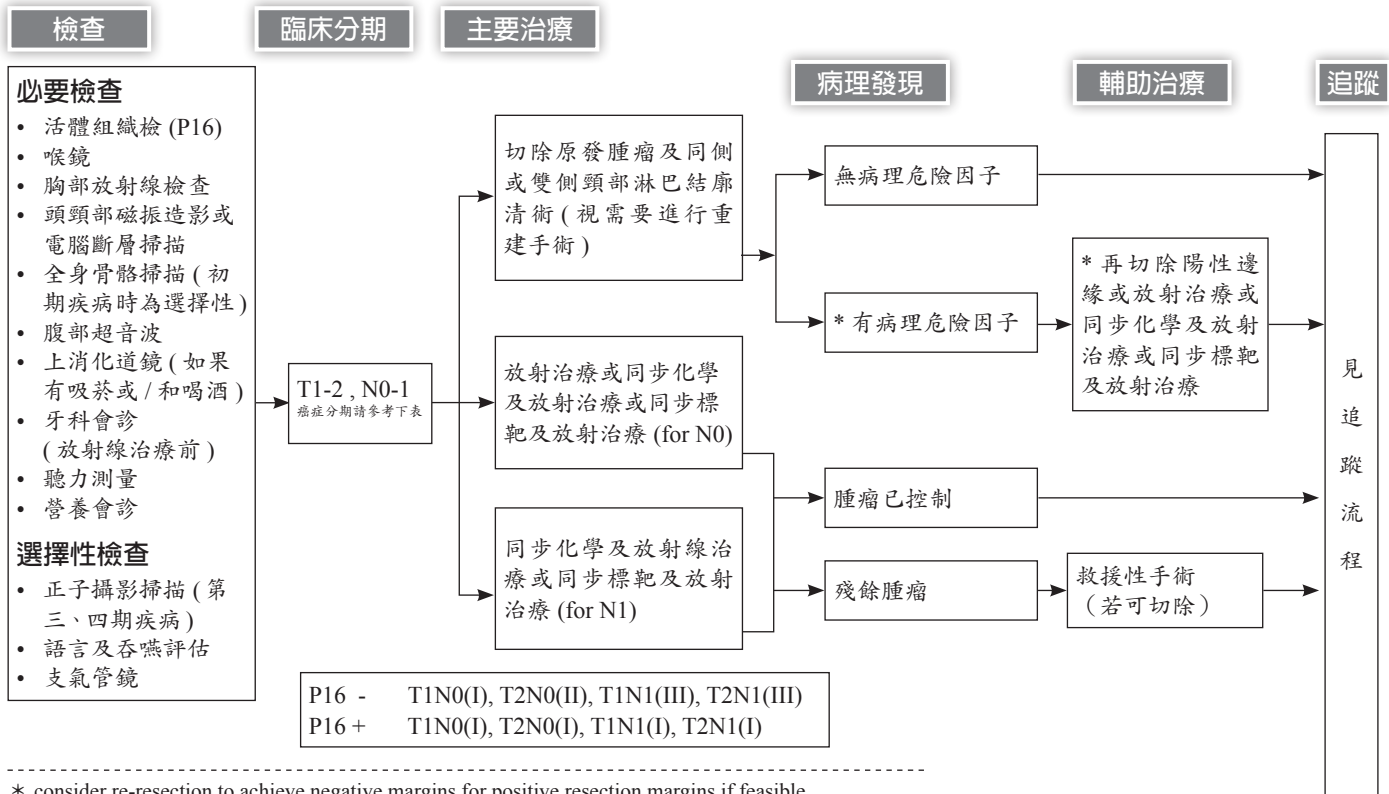 檢查
臨床分期
主要治療
病理發現
輔助治療
追蹤
必要檢查
• 活體組織檢 (P16)
• 喉鏡
• 胸部放射線檢查
• 頭頸部磁振造影或
電腦斷層掃描
• 全身骨骼掃描 ( 初
期疾病時為選擇性 )
• 腹部超音波
• 上消化道鏡 ( 如果
有吸菸或 / 和喝酒 )
• 牙科會診
( 放射線治療前 )
• 聽力測量
• 營養會診
選擇性檢查
• 正子攝影掃描 ( 第
三、四期疾病 )
• 語言及吞嚥評估
• 支氣管鏡
T1-2 , N0-1
癌症分期請參考下表
切除原發腫瘤及同側
或雙側頸部淋巴結廓
清術 ( 視需要進行重
建手術 )
放射治療或同步化學
及放射治療或同步標
靶及放射治療 (for N0)
同步化學及放射線治
療或同步標靶及放射
治療 (for N1)
無病理危險因子
* 有病理危險因子
腫瘤已控制
殘餘腫瘤
* 再切除陽性邊
緣或放射治療或
同步化學及放射
治療或同步標靶
及放射治療
救援性手術
（若可切除）
見
追
蹤
流
程
P16 - T1N0(I), T2N0(II), T1N1(III), T2N1(III)
P16 + T1N0(I), T2N0(I), T1N1(I), T2N1(I)
* consider re-resection to achieve negative margins for positive resection margins if feasible